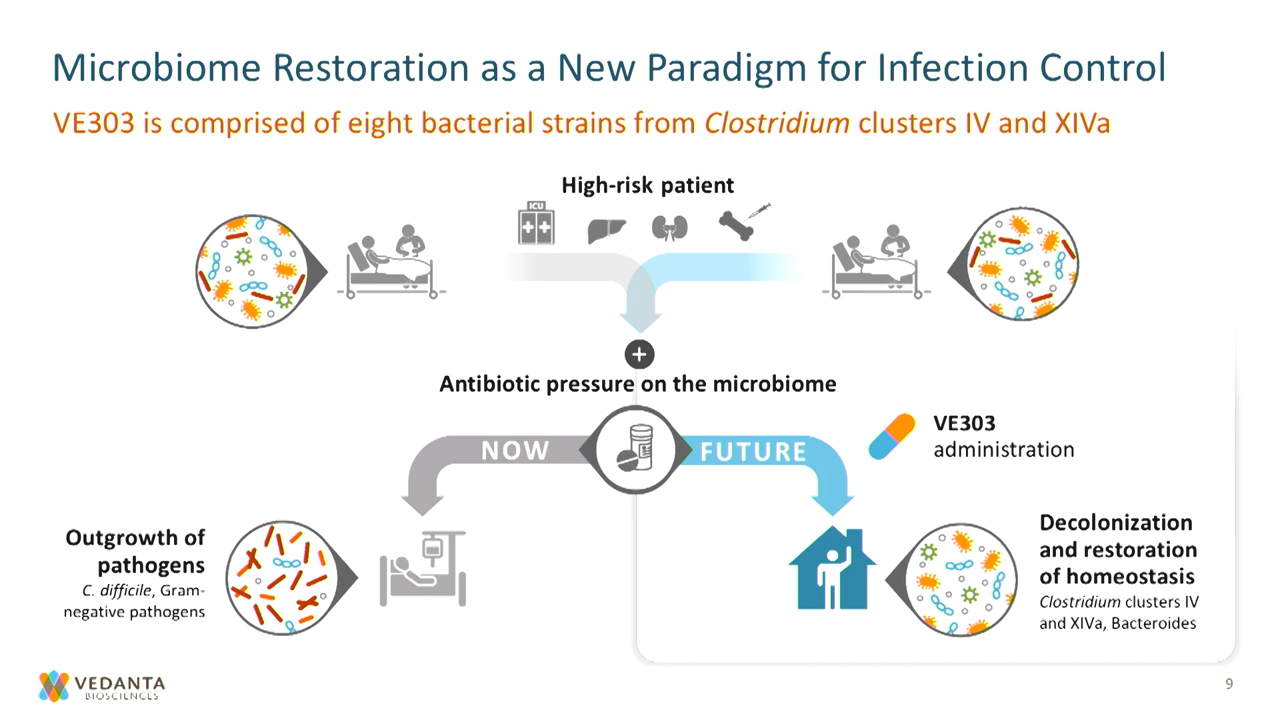 Microbiome Restoration as a New Paradigm for Infection Control
VE303 is comprised of eight bacterial strains from Clostridium clusters IV and XIVa
High-risk patient
ICU
Antibiotic pressure on the microbiome
NOW
FUTURE
VE303
administration
Outgrowth of
pathogens
C. difficile, Gram-
negative pathogens
Decolonization
and restoration
of homeostasis
Clostridium clusters IV
and XIVa, Bacteroides
VEDANTA
BIOSCIENCES
9